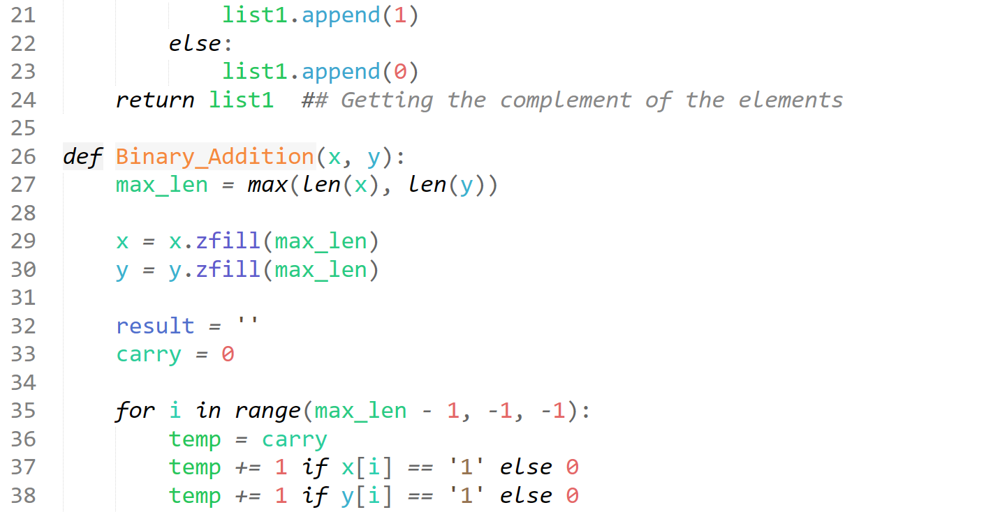 21 list1.append(1)
22 else:
23 list1.append(0)
24 return list1  ## Getting the complement of the elements
25
26 def Binary_Addition(x, y):
27 max_len = max(len(x), len(y))
28
29 x = x.zfill(max_len)
30 y = y.zfill(max_len)
31
32 result = ''
33 carry = 0
34
35 for i in range(max_len - 1, -1, -1):
36 temp = carry
37 temp += 1 if x[i] == '1' else 0
38 temp += 1 if y[i] == '1' else 0